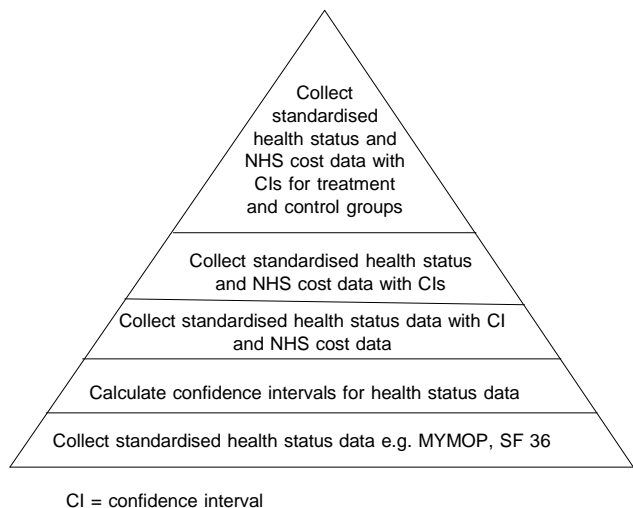 Collect
standardised
health status and
NHS cost data with
CIs for treatment
and control groups
Collect standardised health status
and NHS cost data with CIs
Collect standardised health status data with CI
and NHS cost data
Calculate confidence intervals for health status data
Collect standardised health status data e.g. MYMOP, SF 36
CI = confidence interval